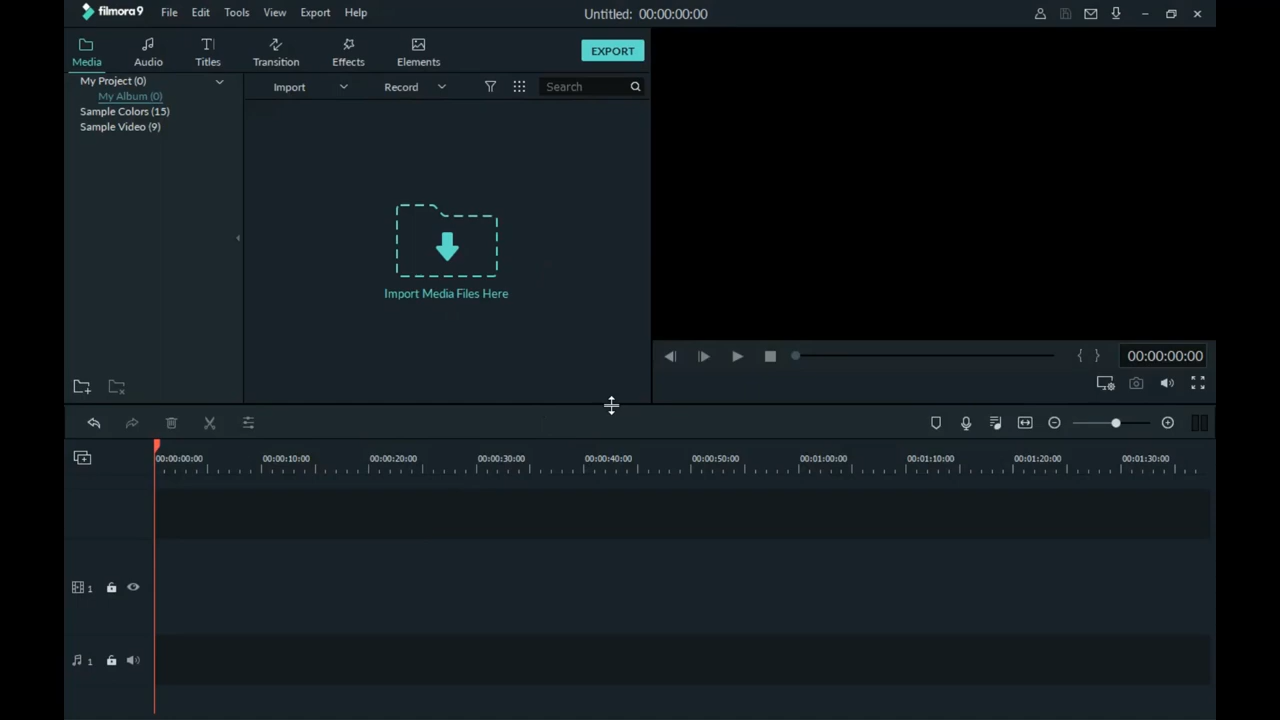 filmora9 File Edit Tools View Export Help Untitled: 00:00:00:00
Media Audio Titles Transition Effects Elements EXPORT
My Project (0)
My Album (0)
Sample Colors (15)
Sample Video (9)
Import Record Search
Import Media Files Here
00:00:00:00
00:00:00:00 00:00:10:00 00:00:20:00 00:00:30:00 00:00:40:00 00:00:50:00 00:01:00:00 00:01:10:00 00:01:20:00 00:01:30:00
1
1